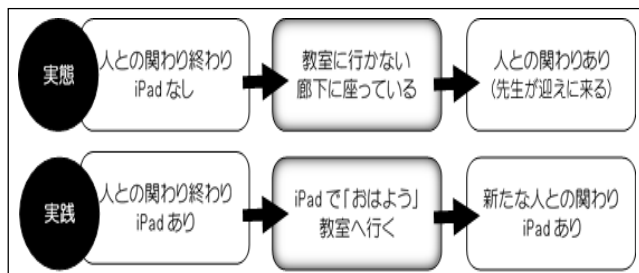 実態
人との関わり終わり
iPadなし
教室に行かない
廊下に座っている
人との関わりあり
(先生が迎えに来る)
実践
人との関わり終わり
iPadあり
iPadで「おはよう」
教室へ行く
新たな人との関わり
iPadあり